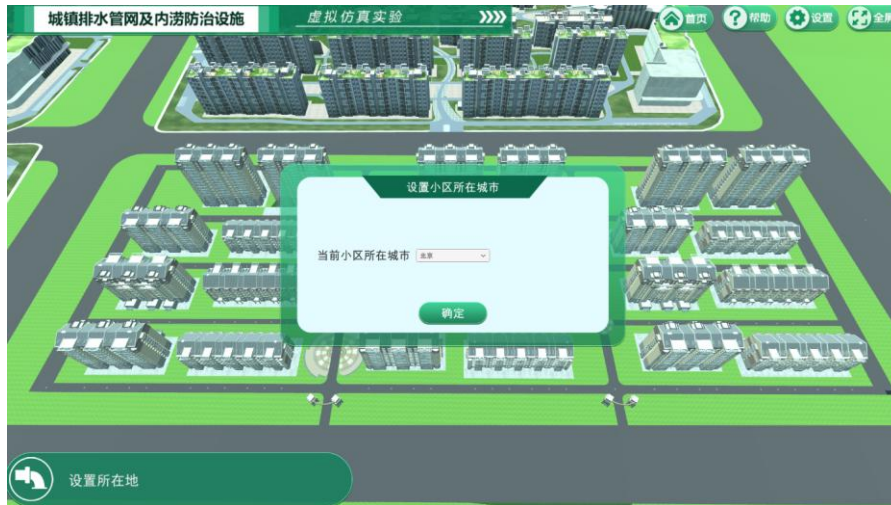 城镇排水管网及内涝防治设施
虚拟仿真实验
首页
帮助
设置
全屏
设置小区所在城市
当前小区所在城市 北京
确定
设置所在地